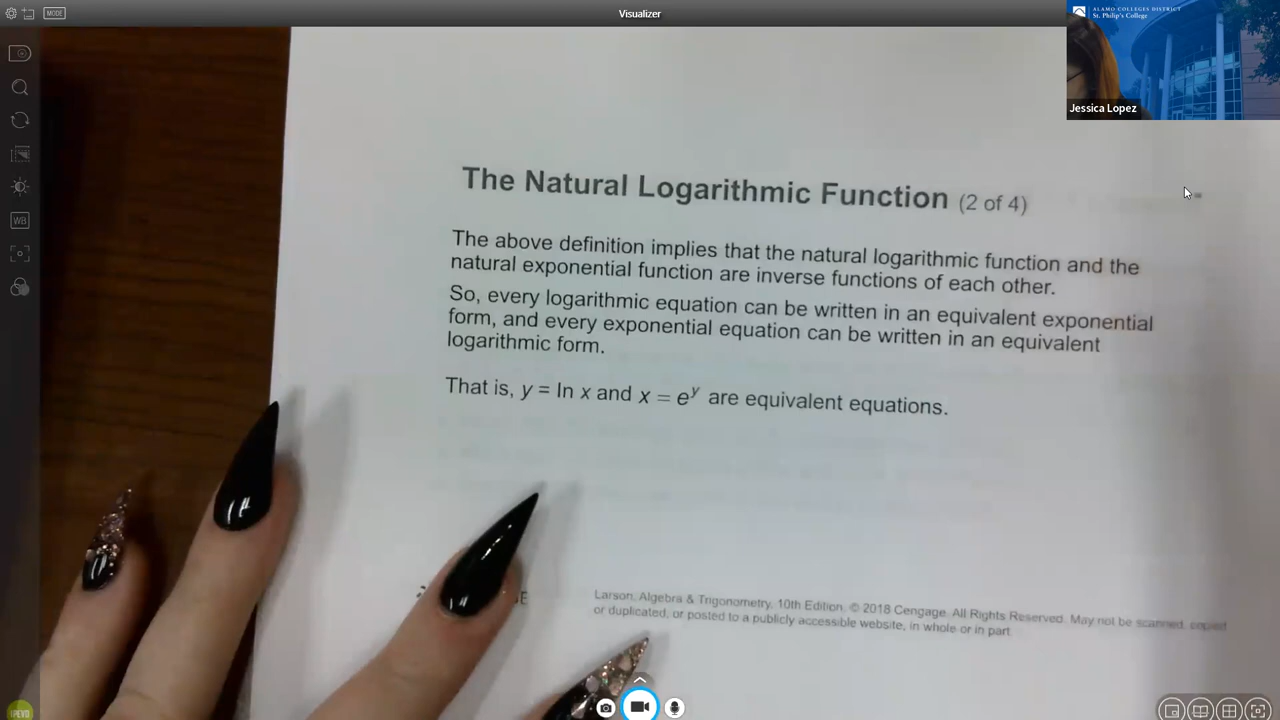 MODE
Visualizer
ALAMO COLLEGES DISTRICT
St. Philip's College
Jessica Lopez
WB
The Natural Logarithmic Function (2 of 4)
The above definition implies that the natural logarithmic function and the
natural exponential function are inverse functions of each other.
So, every logarithmic equation can be written in an equivalent exponential
form, and every exponential equation can be written in an equivalent
logarithmic form.
That is, y = ln x and x = e^y are equivalent equations.
Larson, Algebra & Trigonometry, 10th Edition. © 2018 Cengage. All Rights Reserved. May not be scanned, copied
or duplicated, or posted to a publicly accessible website, in whole or in part.